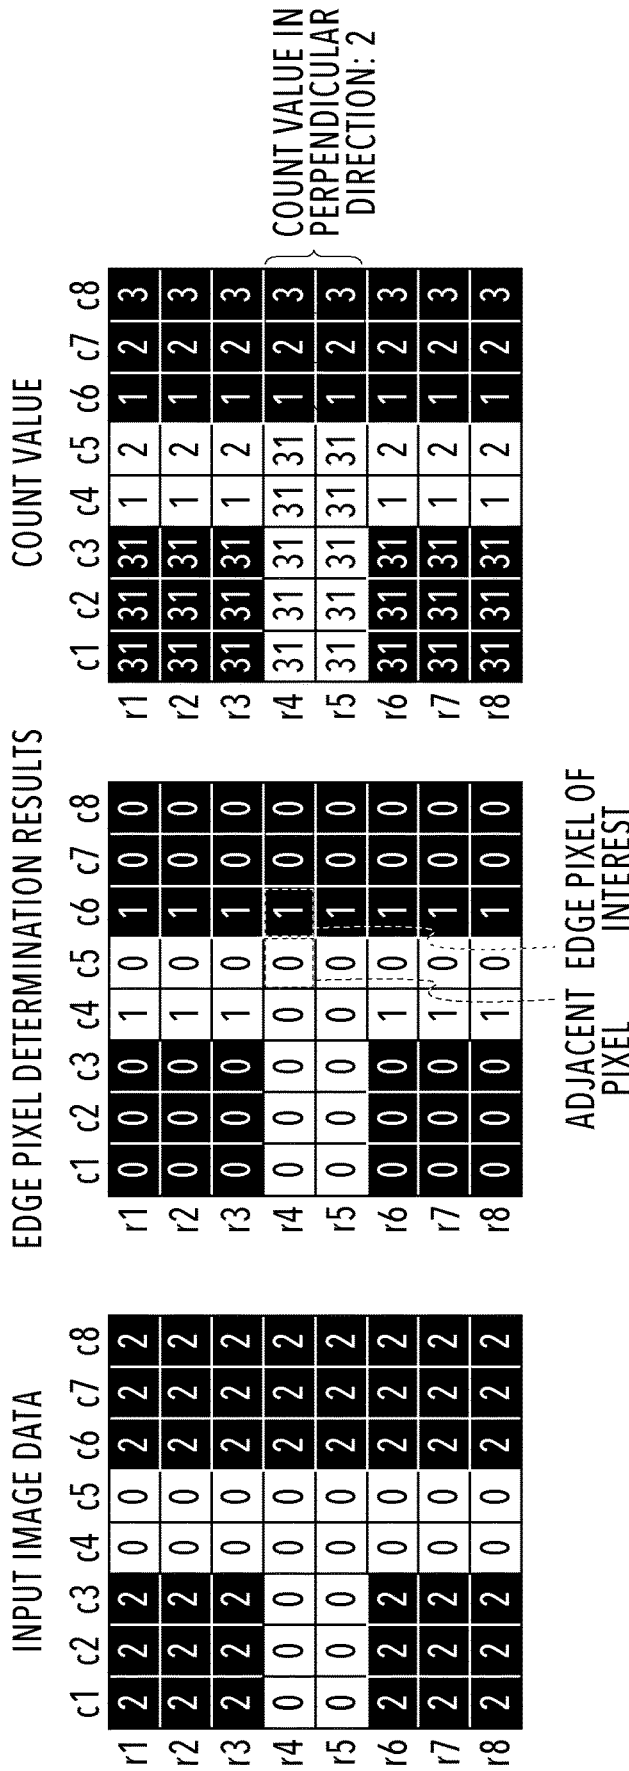 INPUT IMAGE DATA
c1 c2 c3 c4 c5 c6 c7 c8
r1 2 2 2 0 0 2 2 2
r2 2 2 2 0 0 2 2 2
r3 2 2 2 0 0 2 2 2
r4 0 0 0 0 0 2 2 2
r5 0 0 0 0 0 2 2 2
r6 2 2 2 0 0 2 2 2
r7 2 2 2 0 0 2 2 2
r8 2 2 2 0 0 2 2 2
EDGE PIXEL DETERMINATION RESULTS
c1 c2 c3 c4 c5 c6 c7 c8
r1 0 0 0 1 0 1 0 0
r2 0 0 0 1 0 1 0 0
r3 0 0 0 1 0 1 0 0
r4 0 0 0 0 0 1 0 0
r5 0 0 0 0 0 1 0 0
r6 0 0 0 1 0 1 0 0
r7 0 0 0 1 0 1 0 0
r8 0 0 0 1 0 1 0 0
ADJACENT
PIXEL
EDGE PIXEL OF
INTEREST
COUNT VALUE
c1 c2 c3 c4 c5 c6 c7 c8
r1 31 31 31 1 2 1 2 3
r2 31 31 31 1 2 1 2 3
r3 31 31 31 1 2 1 2 3
r4 31 31 31 31 31 1 2 3
r5 31 31 31 31 31 1 2 3
r6 31 31 31 1 2 1 2 3
r7 31 31 31 1 2 1 2 3
r8 31 31 31 1 2 1 2 3
COUNT VALUE IN
PERPENDICULAR
DIRECTION: 2